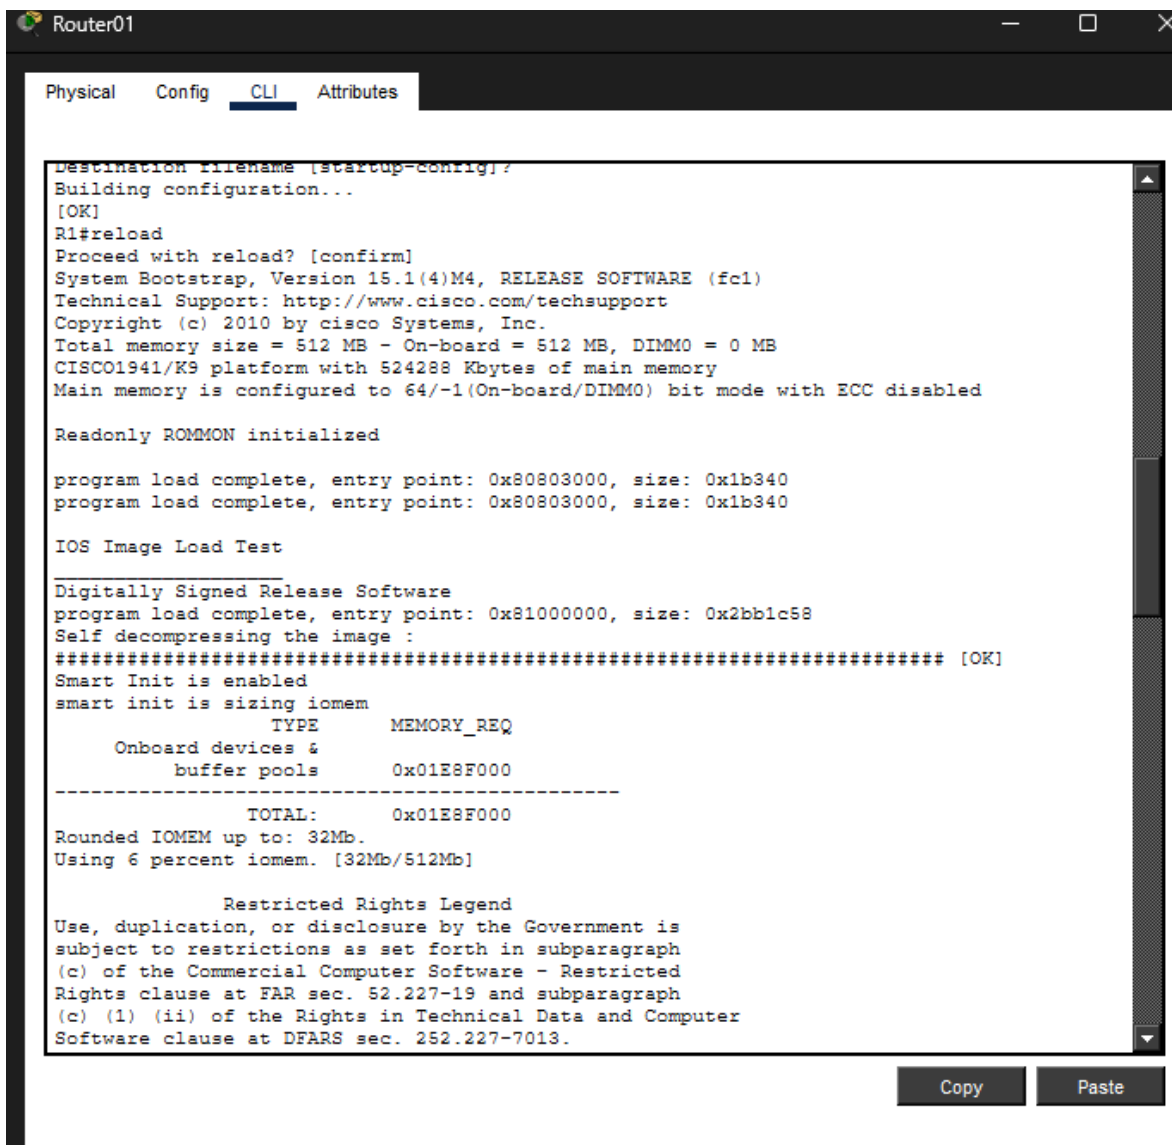 Router01
Physical Config CLI Attributes
Destination filename [startup-config]?
Building configuration...
[OK]
R1#reload
Proceed with reload? [confirm]
System Bootstrap, Version 15.1(4)M4, RELEASE SOFTWARE (fc1)
Technical Support: http://www.cisco.com/techsupport
Copyright (c) 2010 by cisco Systems, Inc.
Total memory size = 512 MB - On-board = 512 MB, DIMM0 = 0 MB
CISCO1941/K9 platform with 524288 Kbytes of main memory
Main memory is configured to 64/-1(On-board/DIMM0) bit mode with ECC disabled
Readonly ROMMON initialized
program load complete, entry point: 0x80803000, size: 0x1b340
program load complete, entry point: 0x80803000, size: 0x1b340
IOS Image Load Test
___________________
Digitally Signed Release Software
program load complete, entry point: 0x81000000, size: 0x2bb1c58
Self decompressing the image :
########################################################################## [OK]
Smart Init is enabled
smart init is sizing iomem
TYPE MEMORY_REQ
Onboard devices &
buffer pools 0x01E8F000
-----------------------------------------------
TOTAL: 0x01E8F000
Rounded IOMEM up to: 32Mb.
Using 6 percent iomem. [32Mb/512Mb]
Restricted Rights Legend
Use, duplication, or disclosure by the Government is
subject to restrictions as set forth in subparagraph
(c) of the Commercial Computer Software - Restricted
Rights clause at FAR sec. 52.227-19 and subparagraph
(c) (1) (ii) of the Rights in Technical Data and Computer
Software clause at DFARS sec. 252.227-7013.
Copy Paste